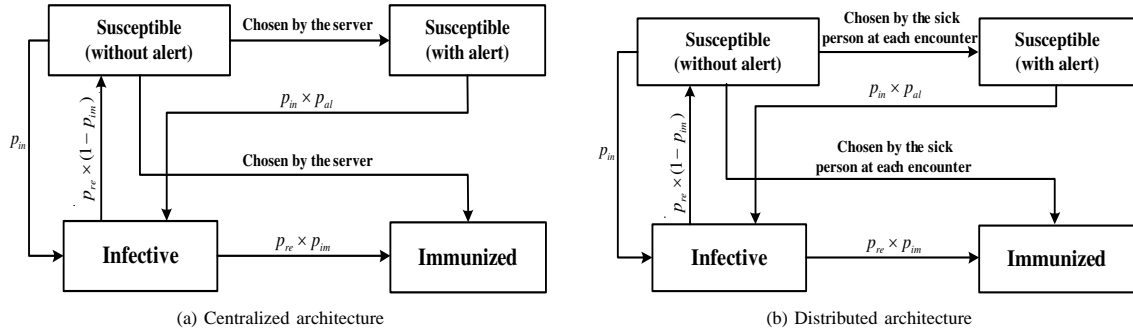 Susceptible
(without alert)
Chosen by the server
Susceptible
(with alert)
p_in × p_al
p_in
p_re × (1 − p_im)
Chosen by the server
Infective
p_re × p_im
Immunized
(a) Centralized architecture
Susceptible
(without alert)
Chosen by the sick
person at each encounter
Susceptible
(with alert)
p_in × p_al
p_in
p_re × (1 − p_im)
Chosen by the sick
person at each encounter
Infective
p_re × p_im
Immunized
(b) Distributed architecture